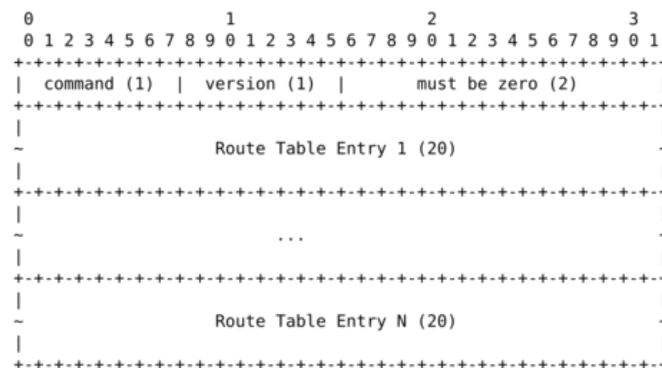 0                   1                   2                   3
0 1 2 3 4 5 6 7 8 9 0 1 2 3 4 5 6 7 8 9 0 1 2 3 4 5 6 7 8 9 0 1
+-+-+-+-+-+-+-+-+-+-+-+-+-+-+-+-+-+-+-+-+-+-+-+-+-+-+-+-+-+-+-+-
|  command (1)  |  version (1)  |       must be zero (2)
+-+-+-+-+-+-+-+-+-+-+-+-+-+-+-+-+-+-+-+-+-+-+-+-+-+-+-+-+-+-+-+-
|
~                   Route Table Entry 1 (20)                    ~
|
+-+-+-+-+-+-+-+-+-+-+-+-+-+-+-+-+-+-+-+-+-+-+-+-+-+-+-+-+-+-+-+-
|
~                         ...                                   ~
|
+-+-+-+-+-+-+-+-+-+-+-+-+-+-+-+-+-+-+-+-+-+-+-+-+-+-+-+-+-+-+-+-
|
~                   Route Table Entry N (20)                    ~
|
+-+-+-+-+-+-+-+-+-+-+-+-+-+-+-+-+-+-+-+-+-+-+-+-+-+-+-+-+-+-+-+-